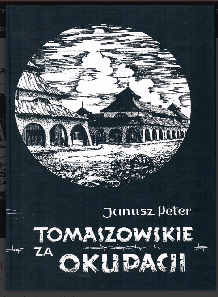 Janusz Peter
TOMASZOWSKIE
ZA
OKUPACJI